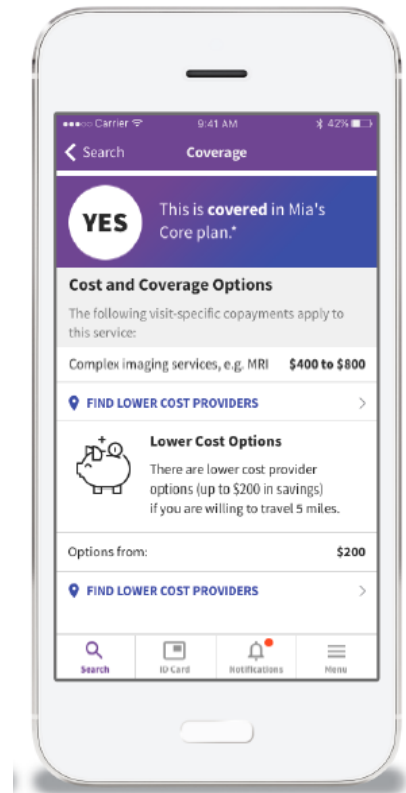 Carrier 9:41 AM 42%
Search Coverage
YES
This is covered in Mia's
Core plan.*
Cost and Coverage Options
The following visit-specific copayments apply to
this service:
Complex imaging services, e.g. MRI $400 to $800
FIND LOWER COST PROVIDERS
Lower Cost Options
There are lower cost provider
options (up to $200 in savings)
if you are willing to travel 5 miles.
Options from: $200
FIND LOWER COST PROVIDERS
Search ID Card Notifications Menu